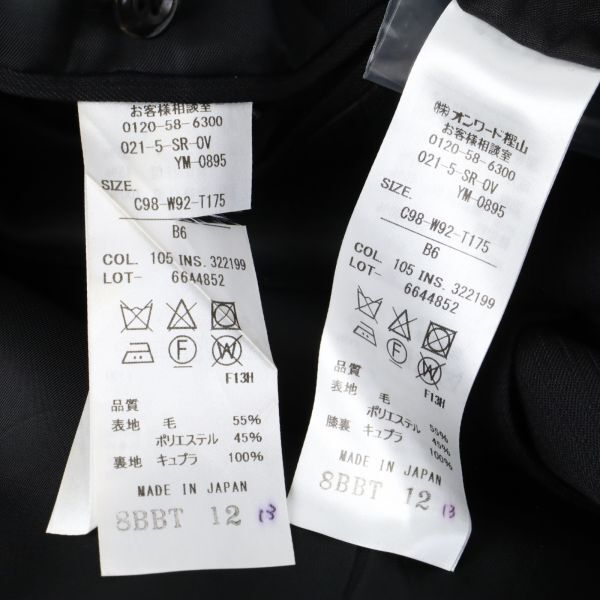 お客様相談室
0120-58-6300
021-5-SR-OV
YM-0895
SIZE.
C98-W92-T175
B6
COL. 105 INS. 322199
LOT- 6644852
F
W
F13H
品質
表地 毛 55%
ポリエステル 45%
裏地 キュプラ 100%
MADE IN JAPAN
8BBT 12 13
(株)オンワード樫山
お客様相談室
0120-58-6300
021-5-SR-OV
YM-0895
SIZE.
C98-W92-T175
B6
COL. 105 INS. 322199
LOT- 6644852
F
W
F13H
品質
表地 毛 55%
ポリエステル 45%
膝裏 キュプラ 100%
MADE IN JAPAN
8BBT 12 13